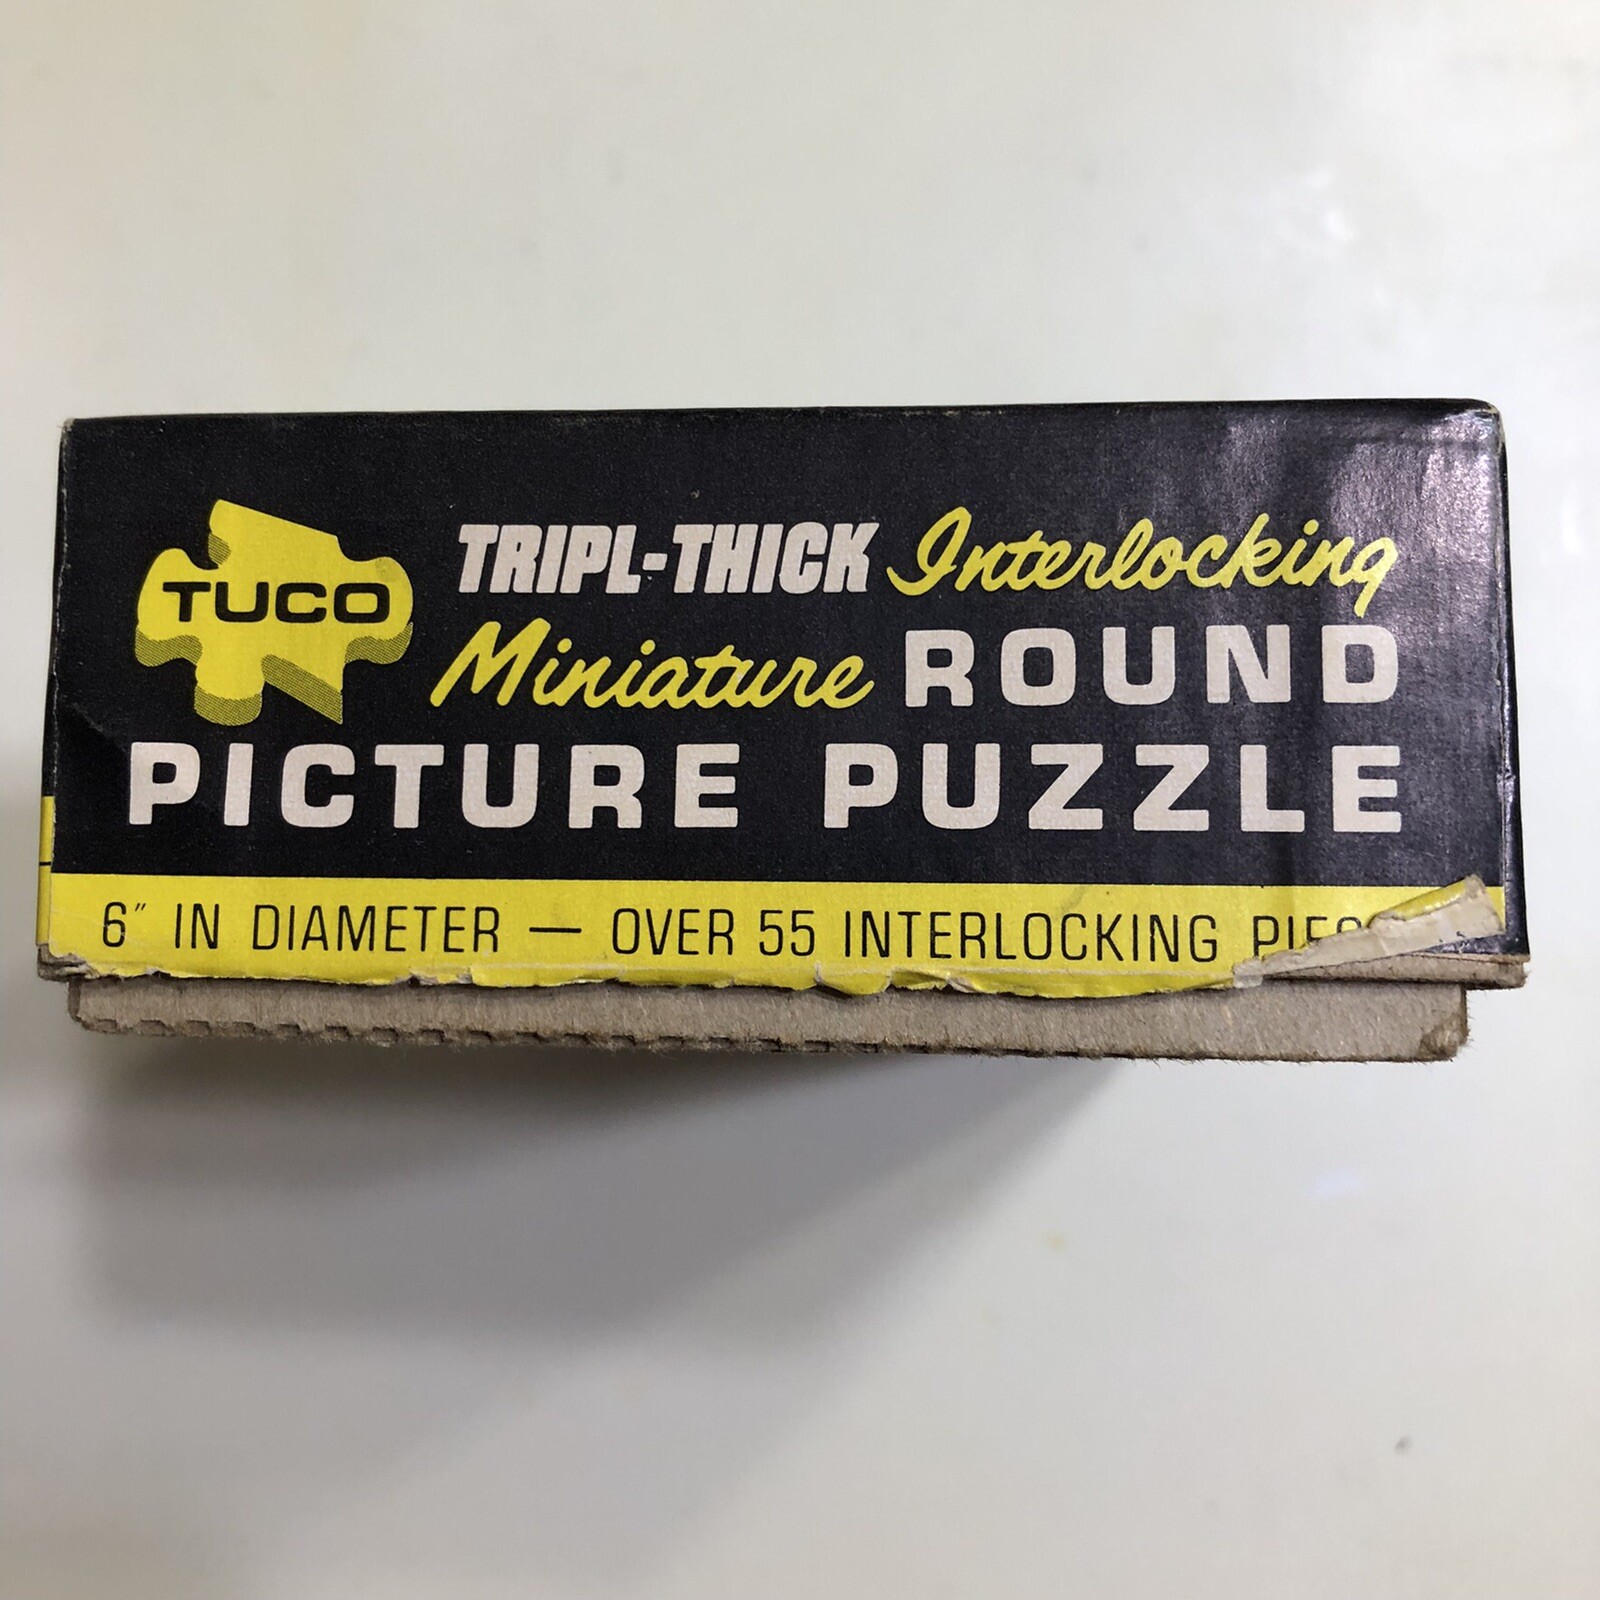 TUCO
TRIPL-THICK Interlocking
Miniature ROUND
PICTURE PUZZLE
6" IN DIAMETER — OVER 55 INTERLOCKING